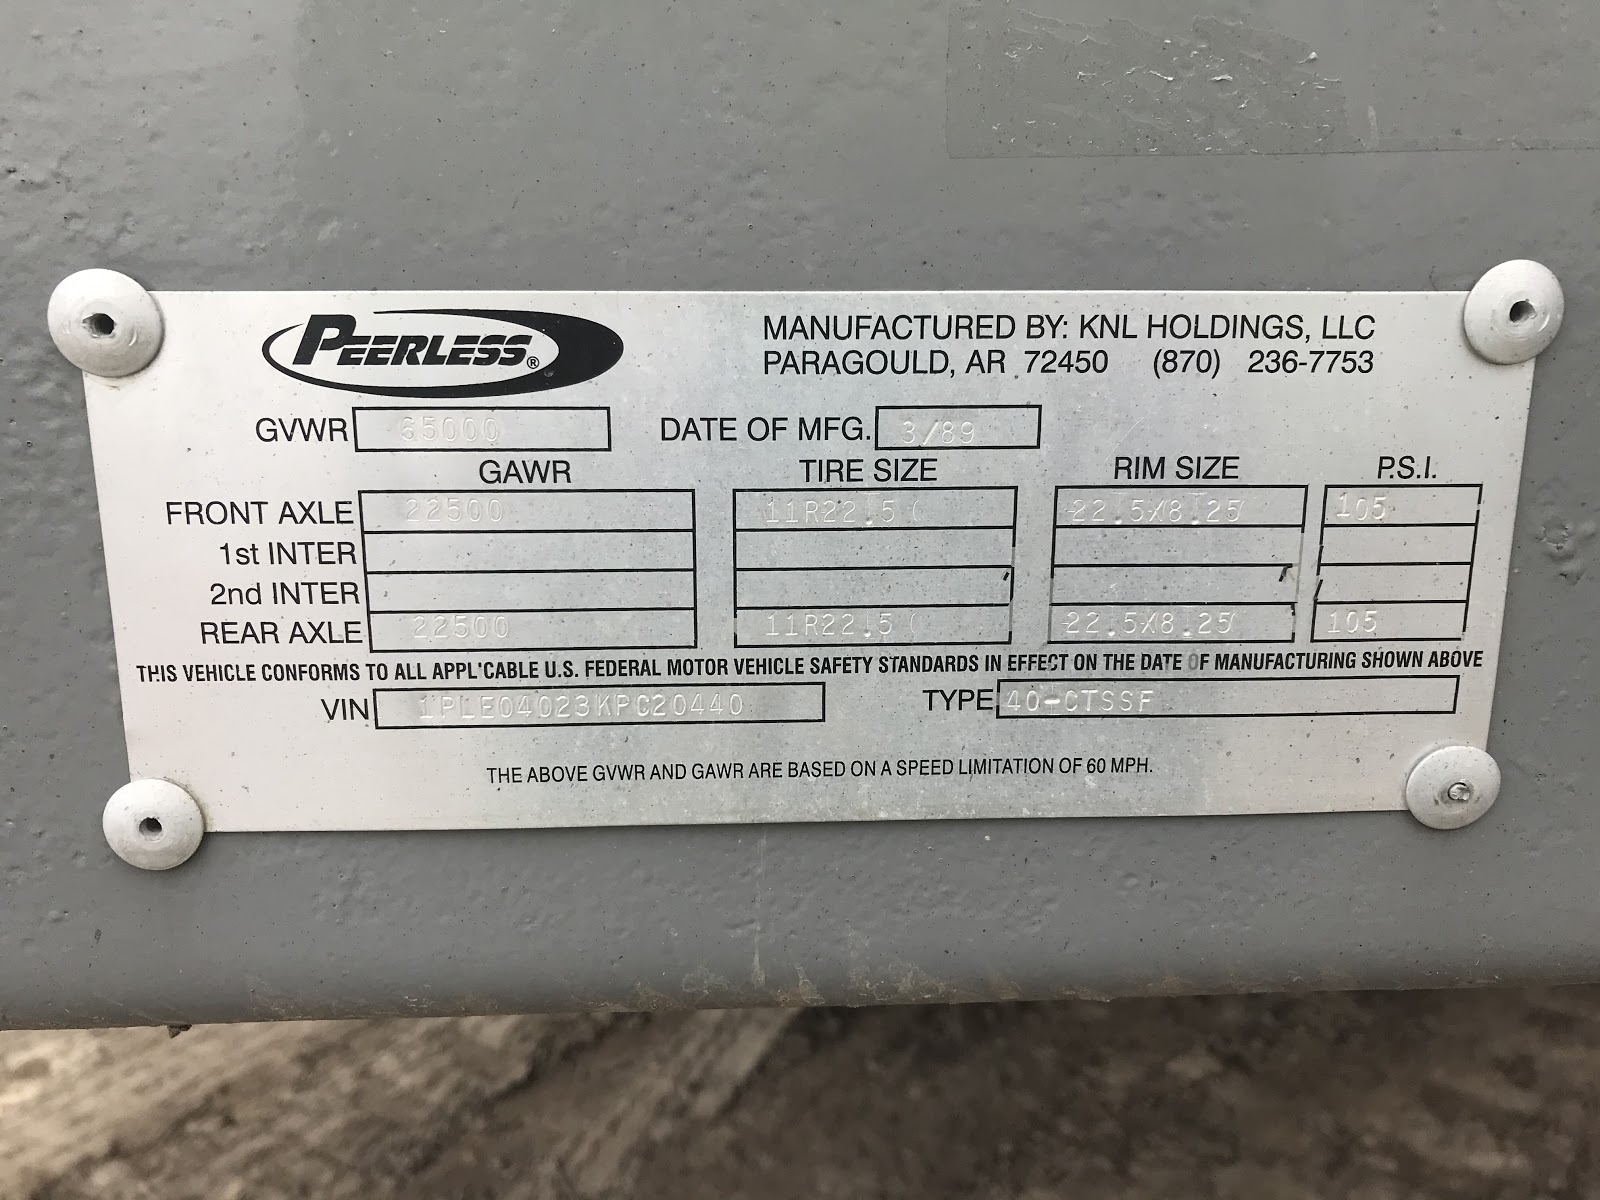 PEERLESS®
MANUFACTURED BY: KNL HOLDINGS, LLC
PARAGOULD, AR 72450 (870) 236-7753
GVWR 65000 DATE OF MFG. 3/89
GAWR TIRE SIZE RIM SIZE P.S.I.
FRONT AXLE 22500 11R22.5( 22.5X8.25 105
1st INTER
2nd INTER
REAR AXLE 22500 11R22.5( 22.5X8.25 105
THIS VEHICLE CONFORMS TO ALL APPL'CABLE U.S. FEDERAL MOTOR VEHICLE SAFETY STANDARDS IN EFFECT ON THE DATE OF MANUFACTURING SHOWN ABOVE
VIN 1PLE04023KPC20440 TYPE 40-CTSSF
THE ABOVE GVWR AND GAWR ARE BASED ON A SPEED LIMITATION OF 60 MPH.